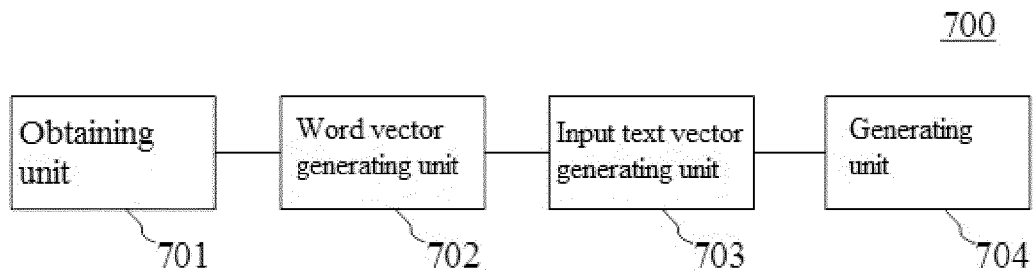 700
Obtaining
unit
Word vector
generating unit
Input text vector
generating unit
Generating
unit
701
702
703
704